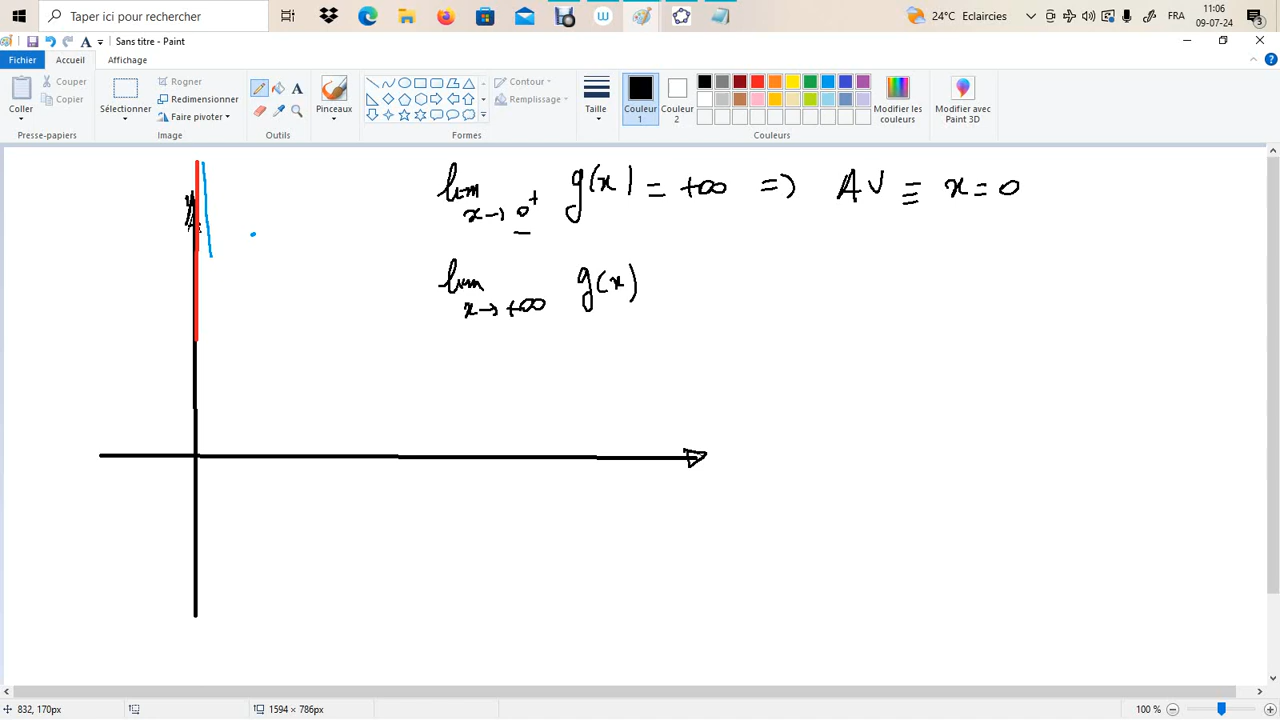 Taper ici pour rechercher
24°C Eclaircies
FRA
11:06
09-07-24
3
Sans titre - Paint
Fichier
Accueil
Affichage
Coller
Couper
Copier
Presse-papiers
Sélectionner
Rogner
Redimensionner
Faire pivoter
Image
Pinceaux
Outils
Contour
Remplissage
Formes
Taille
Couleur 1
Couleur 2
Couleurs
Modifier les couleurs
Modifier avec Paint 3D
lim x→0⁺ g(x) = +∞ ⇒ AV ≡ x = 0
lim x→+∞ g(x)
832, 170px
1594 × 786px
100 %